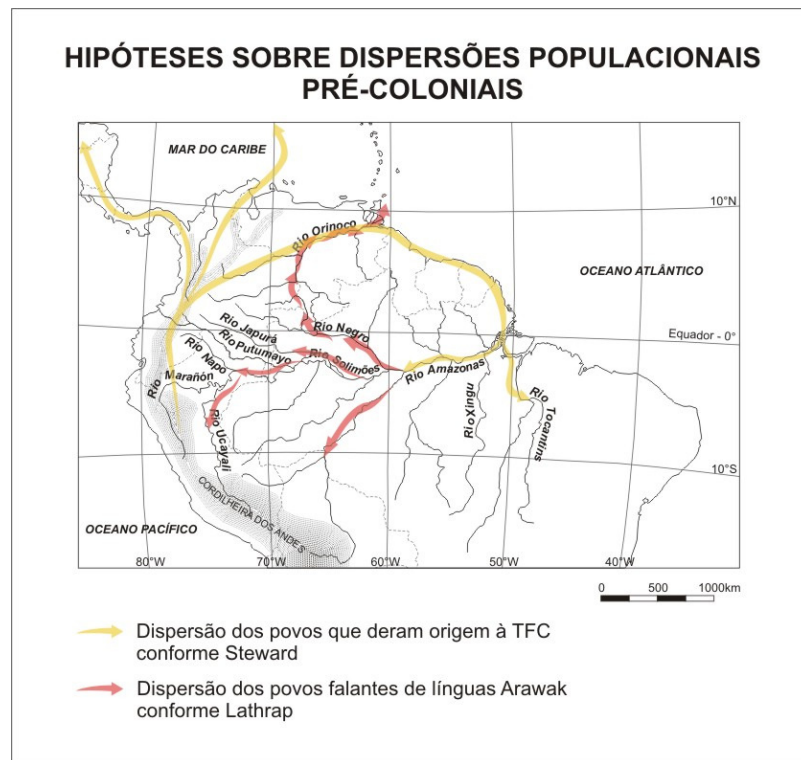 HIPÓTESES SOBRE DISPERSÕES POPULACIONAIS
PRÉ-COLONIAIS
MAR DO CARIBE
10°N
Rio Orinoco
OCEANO ATLÂNTICO
Equador - 0°
Rio Negro
Rio Japurá
Rio Putumayo
Rio Solimões
Rio Napo
Rio Marañón
Rio Amazonas
Rio Xingu
Rio Tocantins
Rio Ucayali
10°S
CORDILHEIRA DOS ANDES
OCEANO PACÍFICO
80°W 70°W 60°W 50°W 40°W
0 500 1000km
Dispersão dos povos que deram origem à TFC
conforme Steward
Dispersão dos povos falantes de línguas Arawak
conforme Lathrap